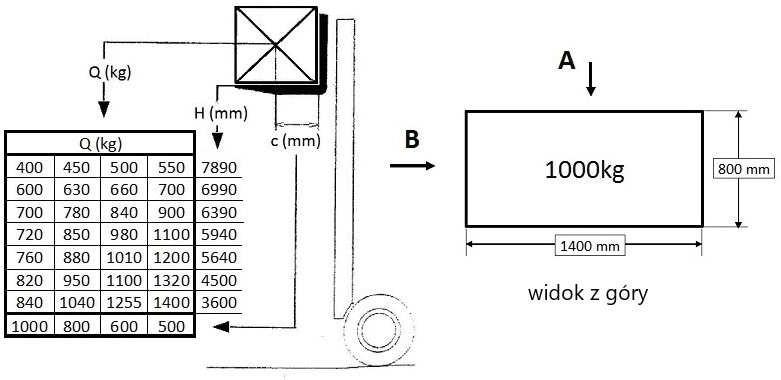 Q (kg)
H (mm)
c (mm)
Q (kg)
400 450 500 550 7890
600 630 660 700 6990
700 780 840 900 6390
720 850 980 1100 5940
760 880 1010 1200 5640
820 950 1100 1320 4500
840 1040 1255 1400 3600
1000 800 600 500
A
B
1000kg
800 mm
1400 mm
widok z góry